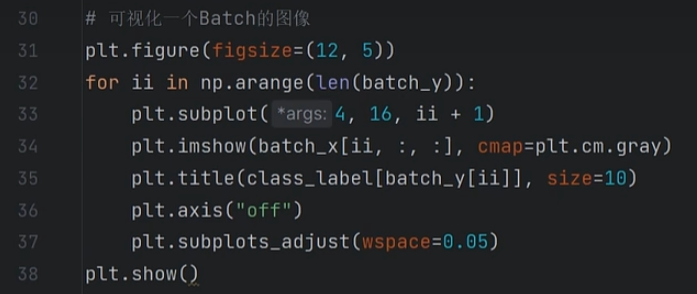 30 # 可视化一个Batch的图像
31 plt.figure(figsize=(12, 5))
32 for ii in np.arange(len(batch_y)):
33     plt.subplot( *args: 4, 16, ii + 1)
34     plt.imshow(batch_x[ii, :, :], cmap=plt.cm.gray)
35     plt.title(class_label[batch_y[ii]], size=10)
36     plt.axis("off")
37     plt.subplots_adjust(wspace=0.05)
38 plt.show()